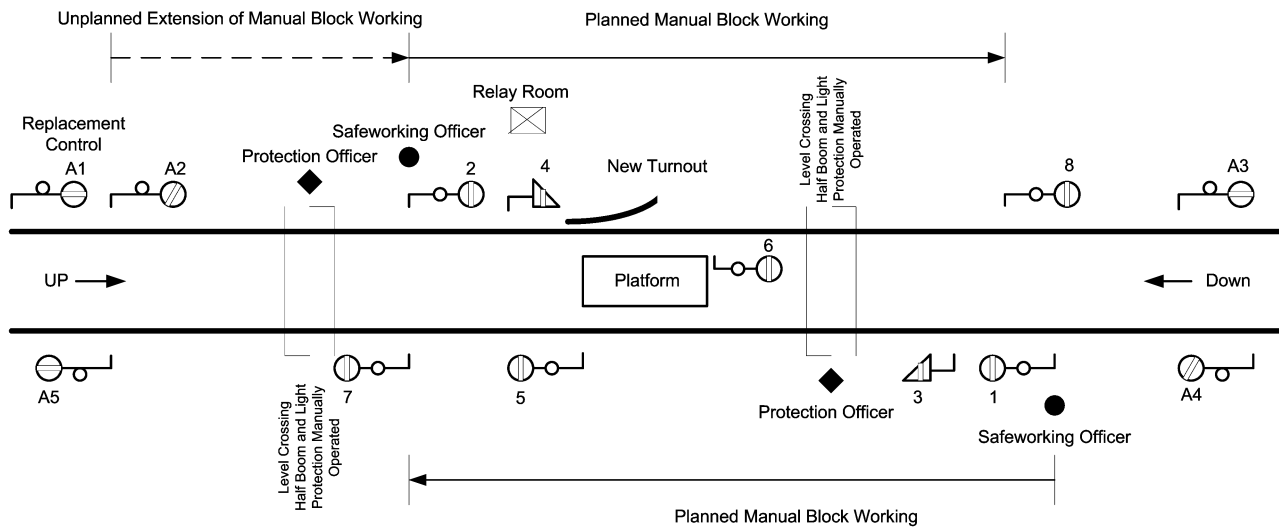 Unplanned Extension of Manual Block Working
Planned Manual Block Working
Relay Room
Replacement
Control
Safeworking Officer
Protection Officer
Level Crossing
Half Boom and Light
Protection Manually
Operated
A1
A2
2
4
New Turnout
8
A3
6
UP
Platform
Down
A5
7
5
3
1
A4
Level Crossing
Half Boom and Light
Protection Manually
Operated
Protection Officer
Safeworking Officer
Planned Manual Block Working